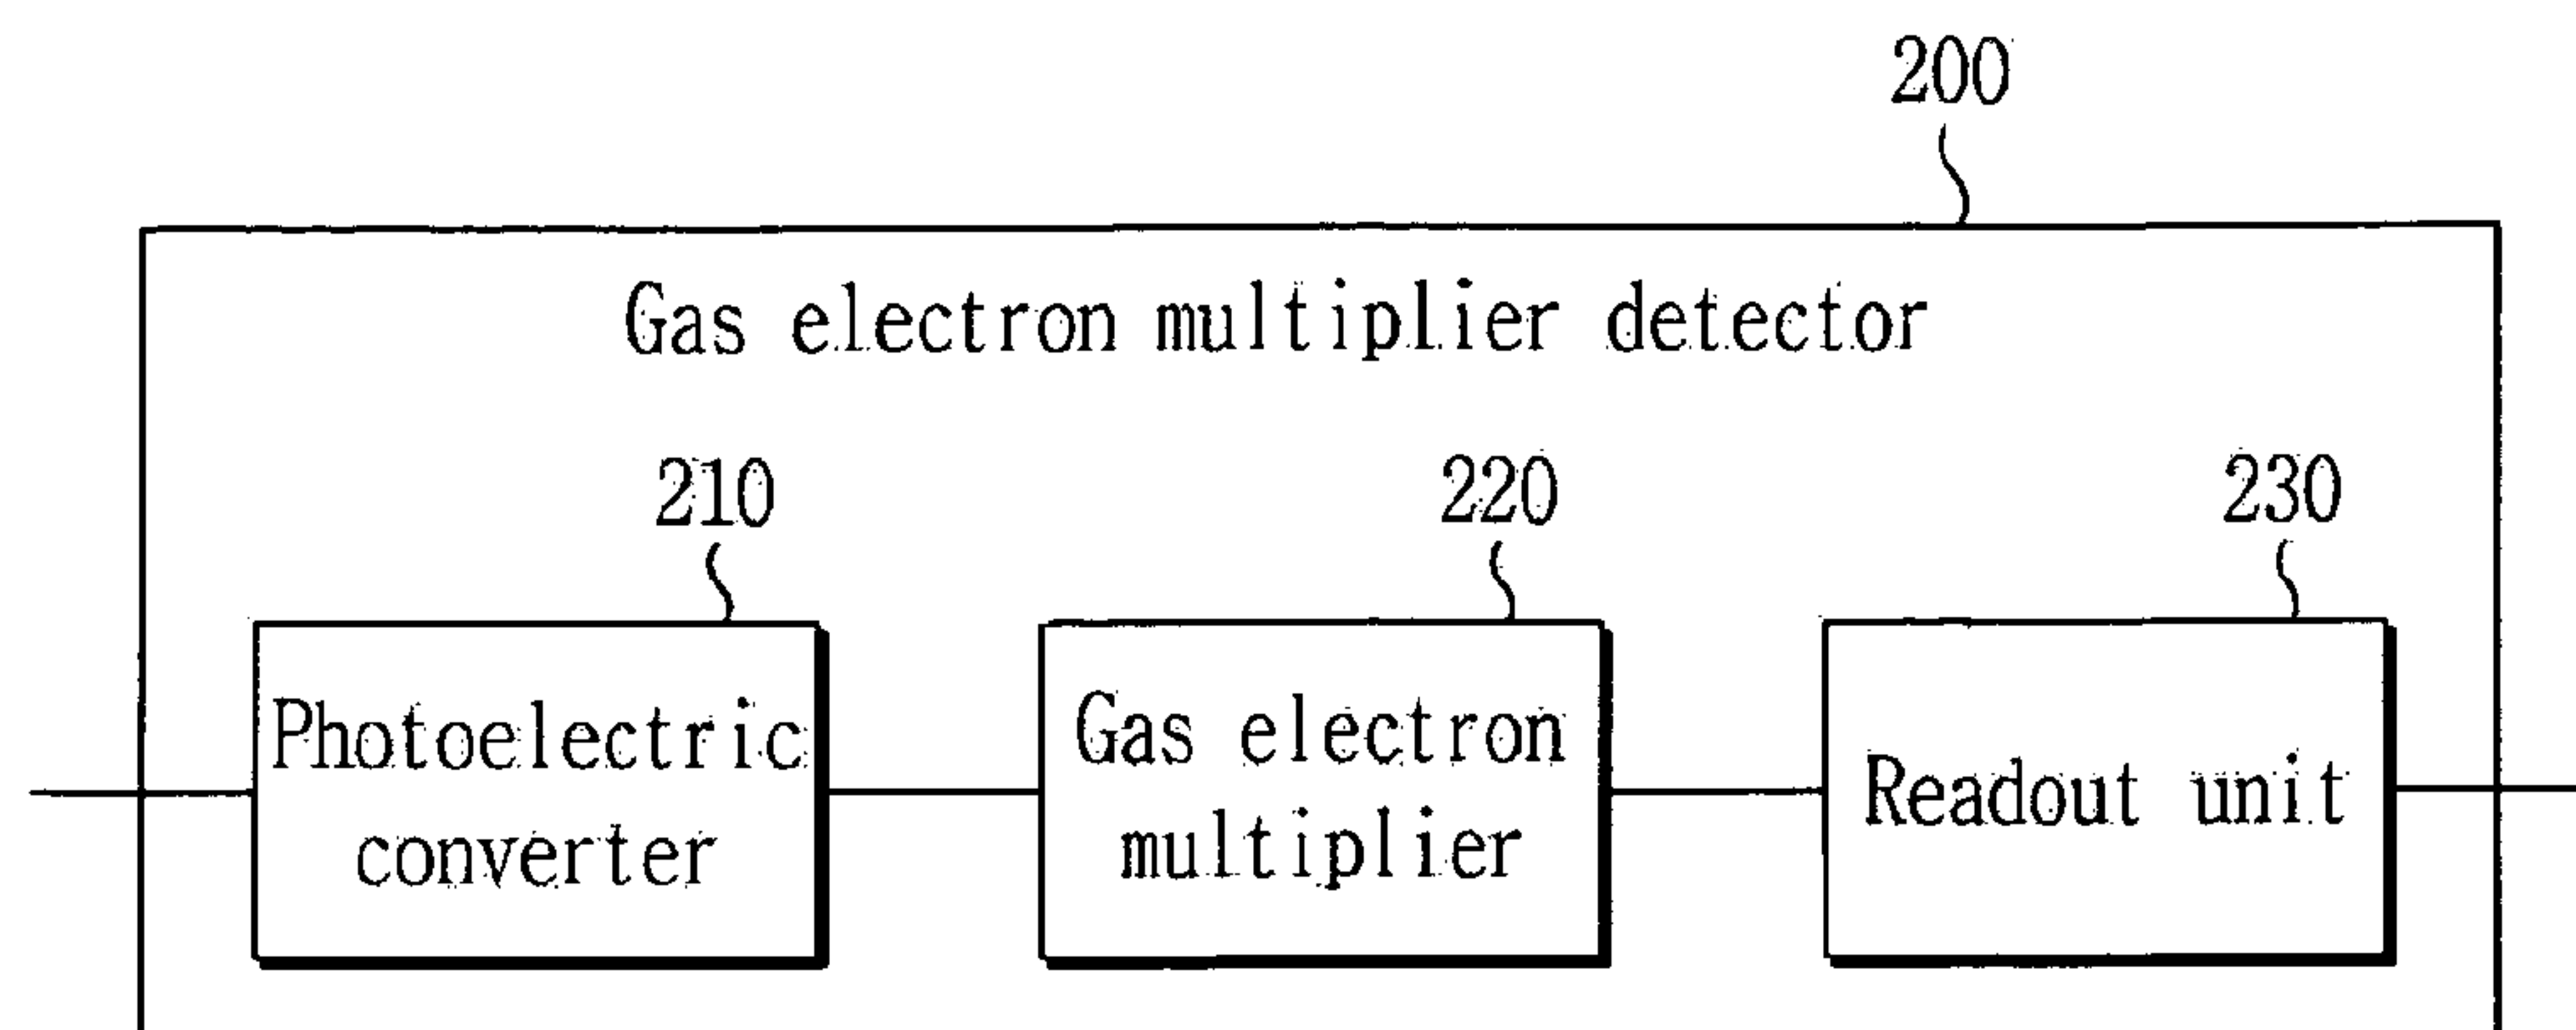 200
Gas electron multiplier detector
210
220
230
Photoelectric
converter
Gas electron
multiplier
Readout unit